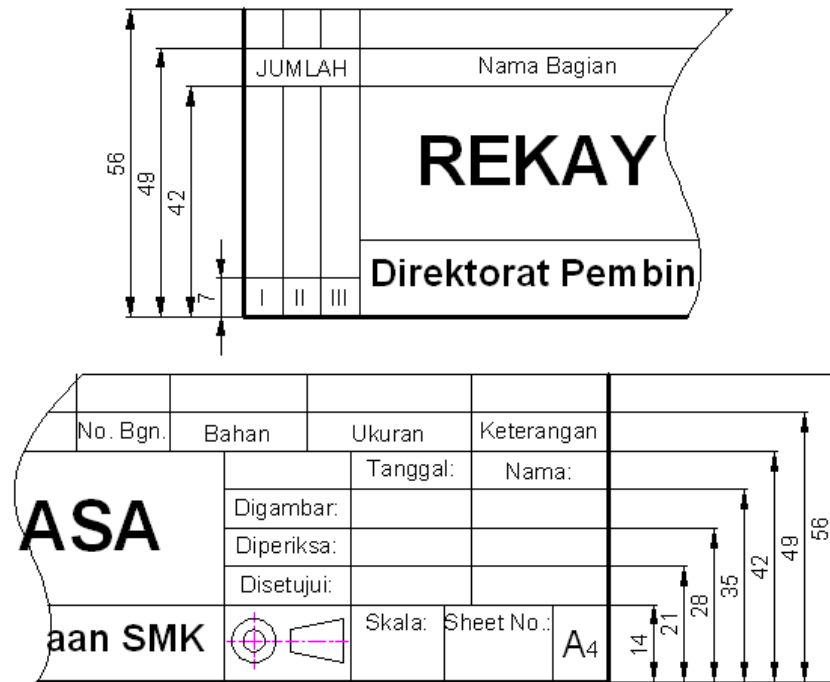 JUMLAH Nama Bagian
REKAY
Direktorat Pembin
I II III
56
49
42
7
No. Bgn. Bahan Ukuran Keterangan
Tanggal: Nama:
ASA
Digambar:
Diperiksa:
Disetujui:
aan SMK Skala: Sheet No.: A4
14
21
28
35
42
49
56